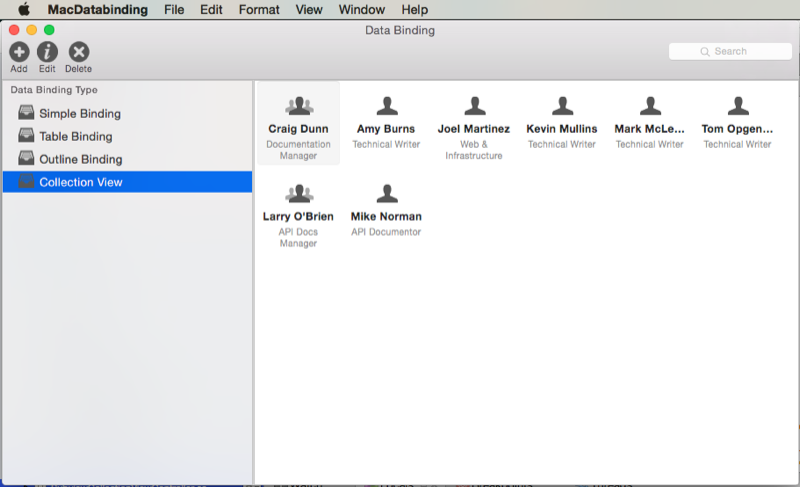 MacDatabinding File Edit Format View Window Help
Data Binding
Add Edit Delete
Search
Data Binding Type
Simple Binding
Table Binding
Outline Binding
Collection View
Craig Dunn Amy Burns Joel Martinez Kevin Mullins Mark McLe... Tom Opgen...
Documentation Technical Writer Web & Technical Writer Technical Writer Technical Writer
Manager Infrastructure
Larry O'Brien Mike Norman
API Docs API Documentor
Manager